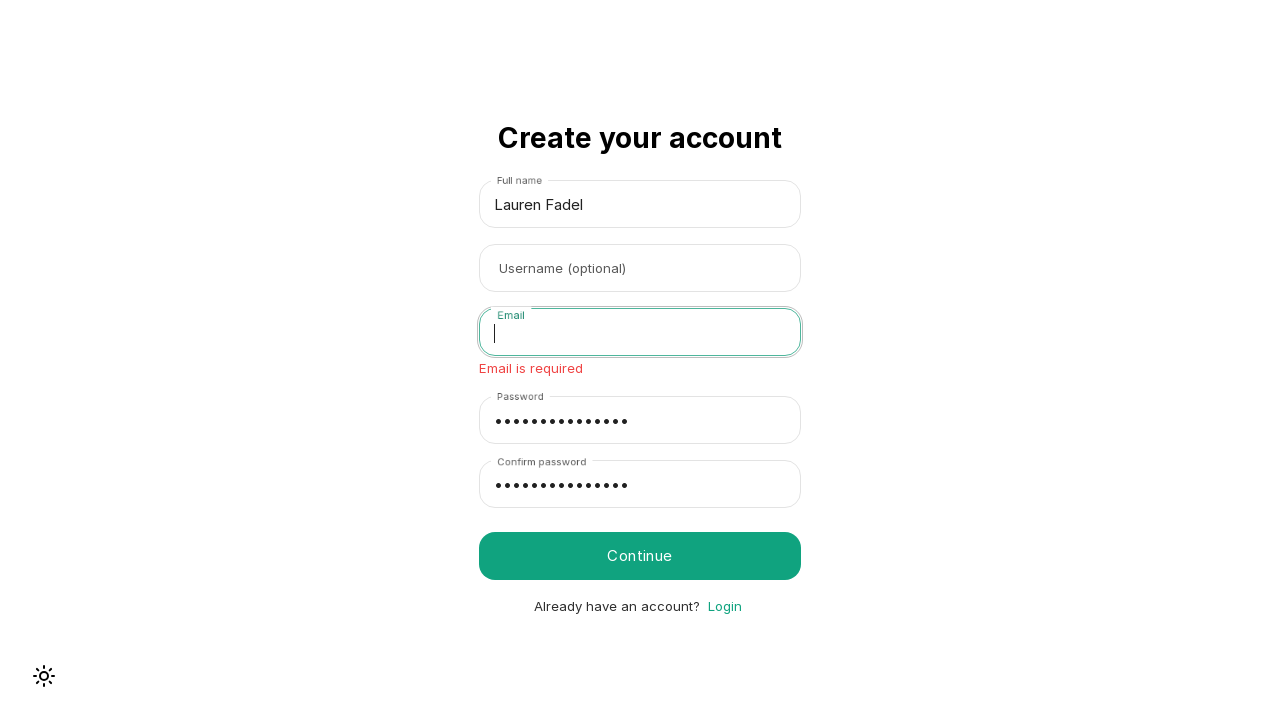 Create your account
Full name
Lauren Fadel
Username (optional)
Email
Email is required
Password
•••••••••••••••
Confirm password
•••••••••••••••
Continue
Already have an account? Login